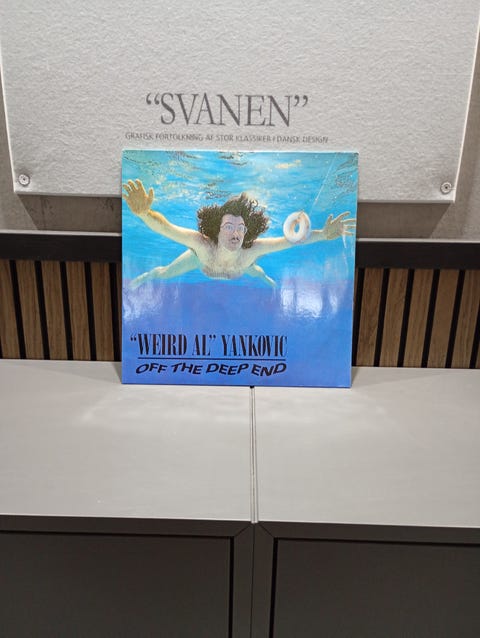 “SVANEN”
GRAFISK FORTOLKNING AF STOR KLASSIKER I DANSK DESIGN
“WEIRD AL” YANKOVIC
OFF THE DEEP END